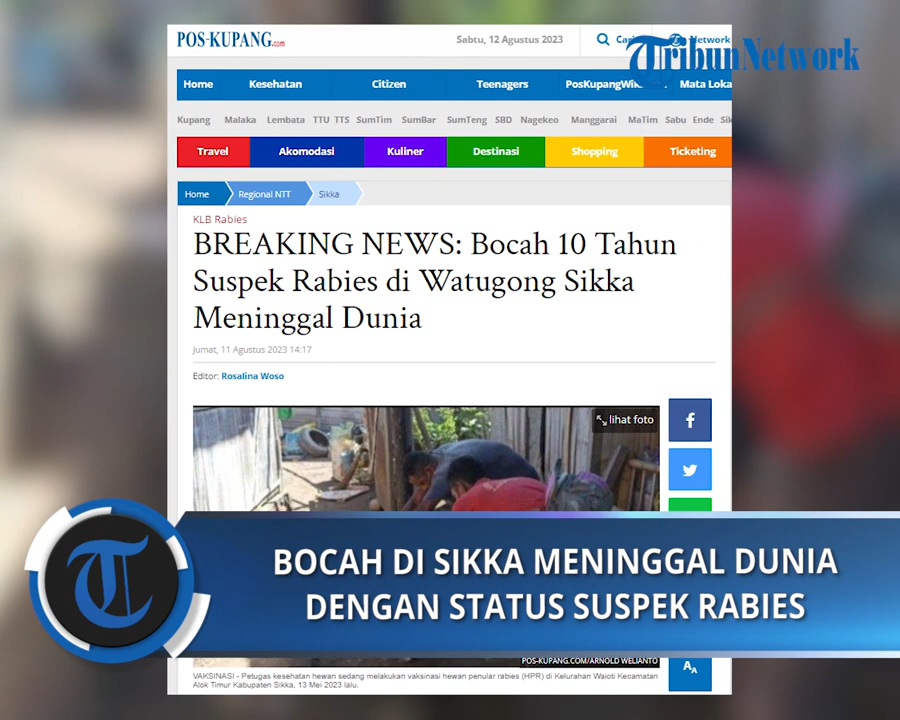 POS-KUPANG.com
Sabtu, 12 Agustus 2023
Network
TribunNetwork
Home Kesehatan Citizen Teenagers Mata Loka
Kupang Malaka Lembata TTU TTS SumTim SumBar SumTeng SBD Nagekeo Manggarai MaTim Sabu Ende Sik
Travel Akomodasi Kuliner Destinasi Shopping Ticketing
Home Regional NTT Sikka
KLB Rabies
BREAKING NEWS: Bocah 10 Tahun
Suspek Rabies di Watugong Sikka
Meninggal Dunia
Jumat, 11 Agustus 2023 14:17
Editor: Rosalina Woso
lihat foto
BOCAH DI SIKKA MENINGGAL DUNIA
DENGAN STATUS SUSPEK RABIES
POS-KUPANG.COM/ARNOLD WELIANTO
VAKSINASI - Petugas kesehatan hewan sedang melakukan vaksinasi hewan penular rabies (HPR) di Kelurahan Waioti Kecamatan
Alok Timur Kabupaten Sikka, 13 Mei 2023 lalu.
AA